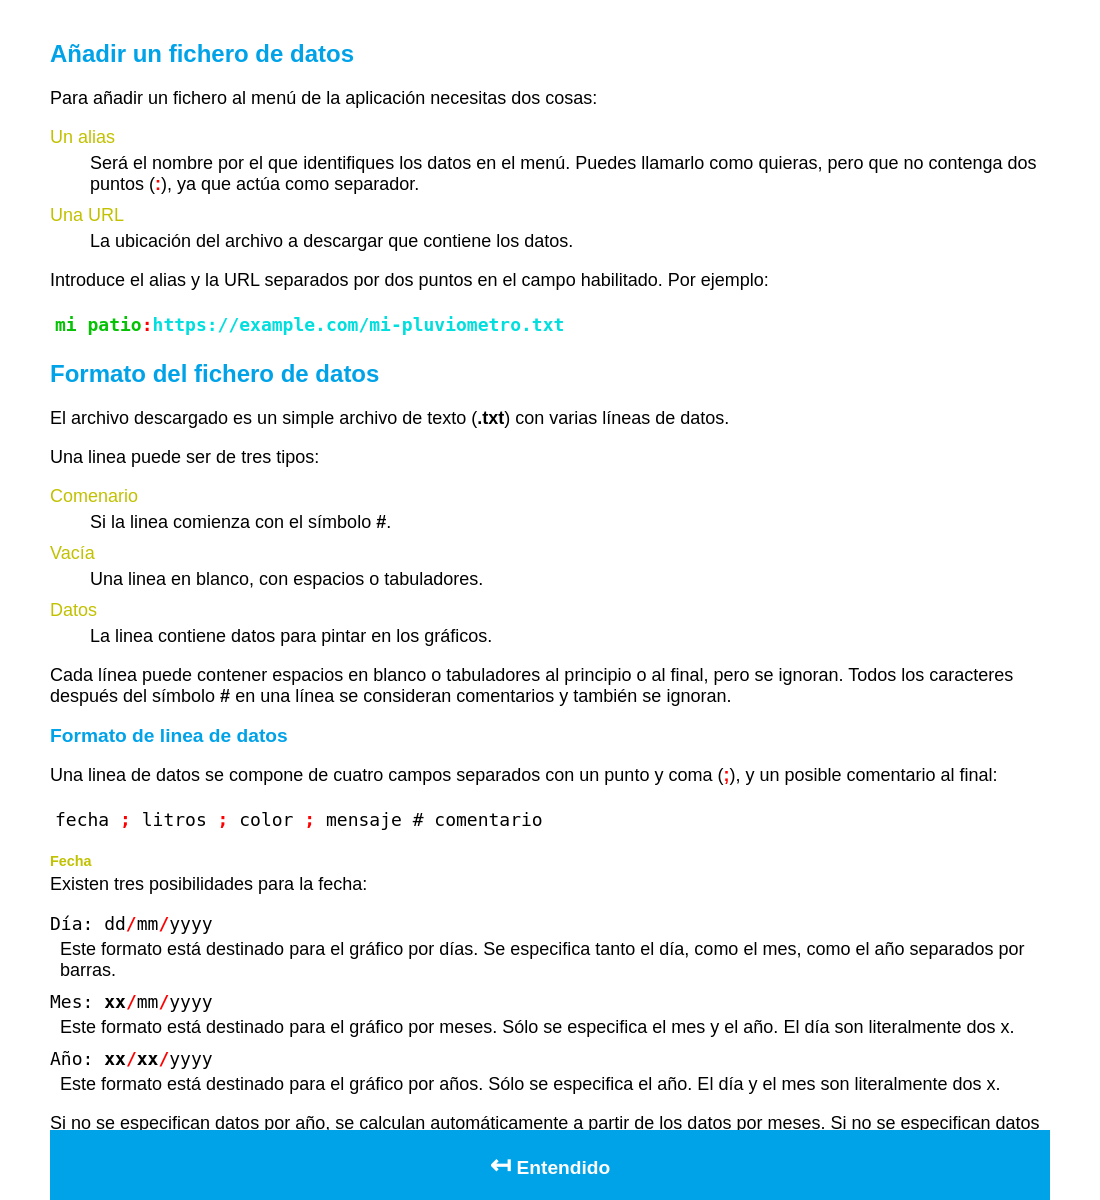 Añadir un fichero de datos
Para añadir un fichero al menú de la aplicación necesitas dos cosas:
Un alias
Será el nombre por el que identifiques los datos en el menú. Puedes llamarlo como quieras, pero que no contenga dos
puntos (:), ya que actúa como separador.
Una URL
La ubicación del archivo a descargar que contiene los datos.
Introduce el alias y la URL separados por dos puntos en el campo habilitado. Por ejemplo:
mi patio:https://example.com/mi-pluviometro.txt
Formato del fichero de datos
El archivo descargado es un simple archivo de texto (.txt) con varias líneas de datos.
Una linea puede ser de tres tipos:
Comenario
Si la linea comienza con el símbolo #.
Vacía
Una linea en blanco, con espacios o tabuladores.
Datos
La linea contiene datos para pintar en los gráficos.
Cada línea puede contener espacios en blanco o tabuladores al principio o al final, pero se ignoran. Todos los caracteres
después del símbolo # en una línea se consideran comentarios y también se ignoran.
Formato de linea de datos
Una linea de datos se compone de cuatro campos separados con un punto y coma (;), y un posible comentario al final:
fecha ; litros ; color ; mensaje # comentario
Fecha
Existen tres posibilidades para la fecha:
Día: dd/mm/yyyy
Este formato está destinado para el gráfico por días. Se especifica tanto el día, como el mes, como el año separados por
barras.
Mes: xx/mm/yyyy
Este formato está destinado para el gráfico por meses. Sólo se especifica el mes y el año. El día son literalmente dos x.
Año: xx/xx/yyyy
Este formato está destinado para el gráfico por años. Sólo se especifica el año. El día y el mes son literalmente dos x.
Si no se especifican datos por año, se calculan automáticamente a partir de los datos por meses. Si no se especifican datos
↤ Entendido